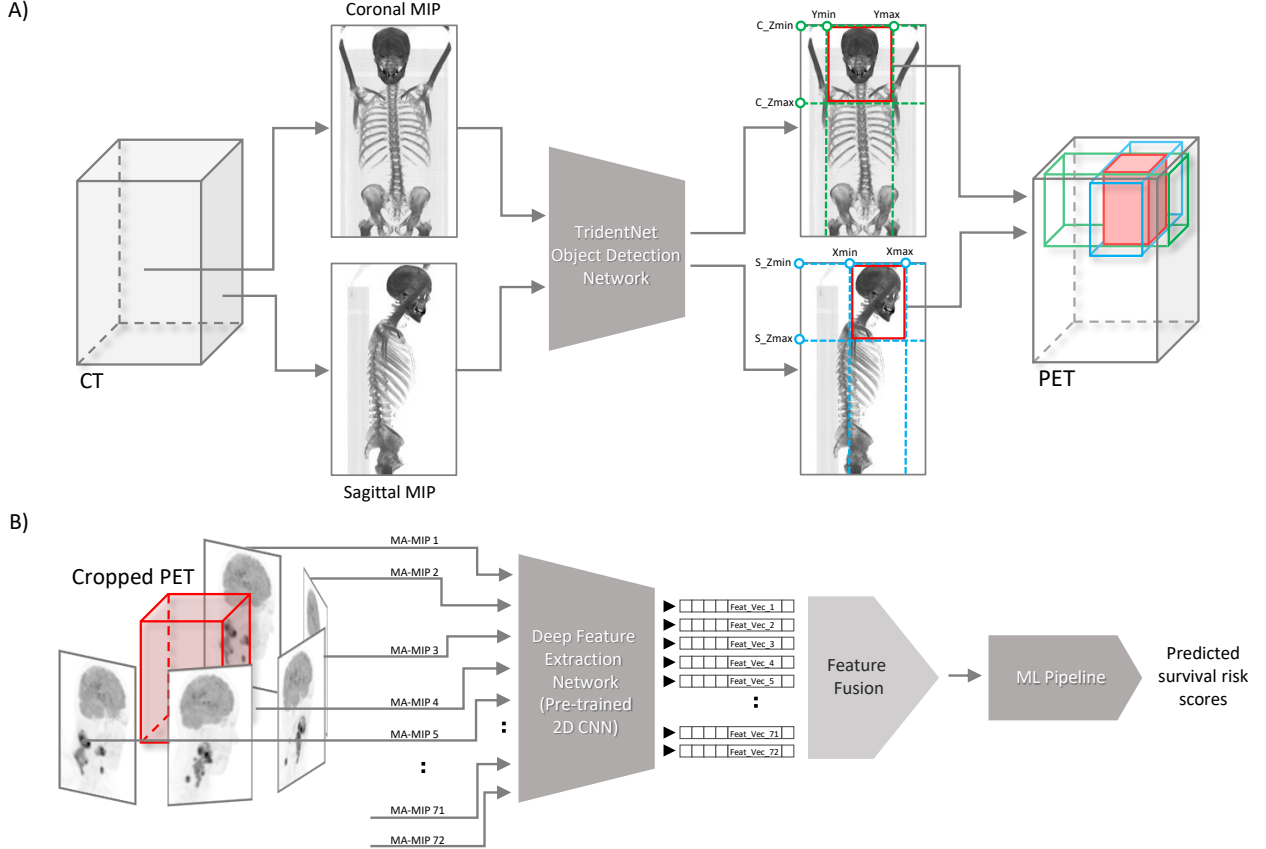 A)
Coronal MIP
Ymin
Ymax
C_Zmin
C_Zmax
TridentNet
Object Detection
Network
S_Zmin
Xmin
Xmax
S_Zmax
CT
PET
Sagittal MIP
B)
Cropped PET
MA-MIP 1
MA-MIP 2
MA-MIP 3
MA-MIP 4
MA-MIP 5
:
MA-MIP 71
MA-MIP 72
:
Deep Feature
Extraction
Network
(Pre-trained
2D CNN)
Feat_Vec_1
Feat_Vec_2
Feat_Vec_3
Feat_Vec_4
Feat_Vec_5
:
Feat_Vec_71
Feat_Vec_72
Feature
Fusion
ML Pipeline
Predicted
survival risk
scores